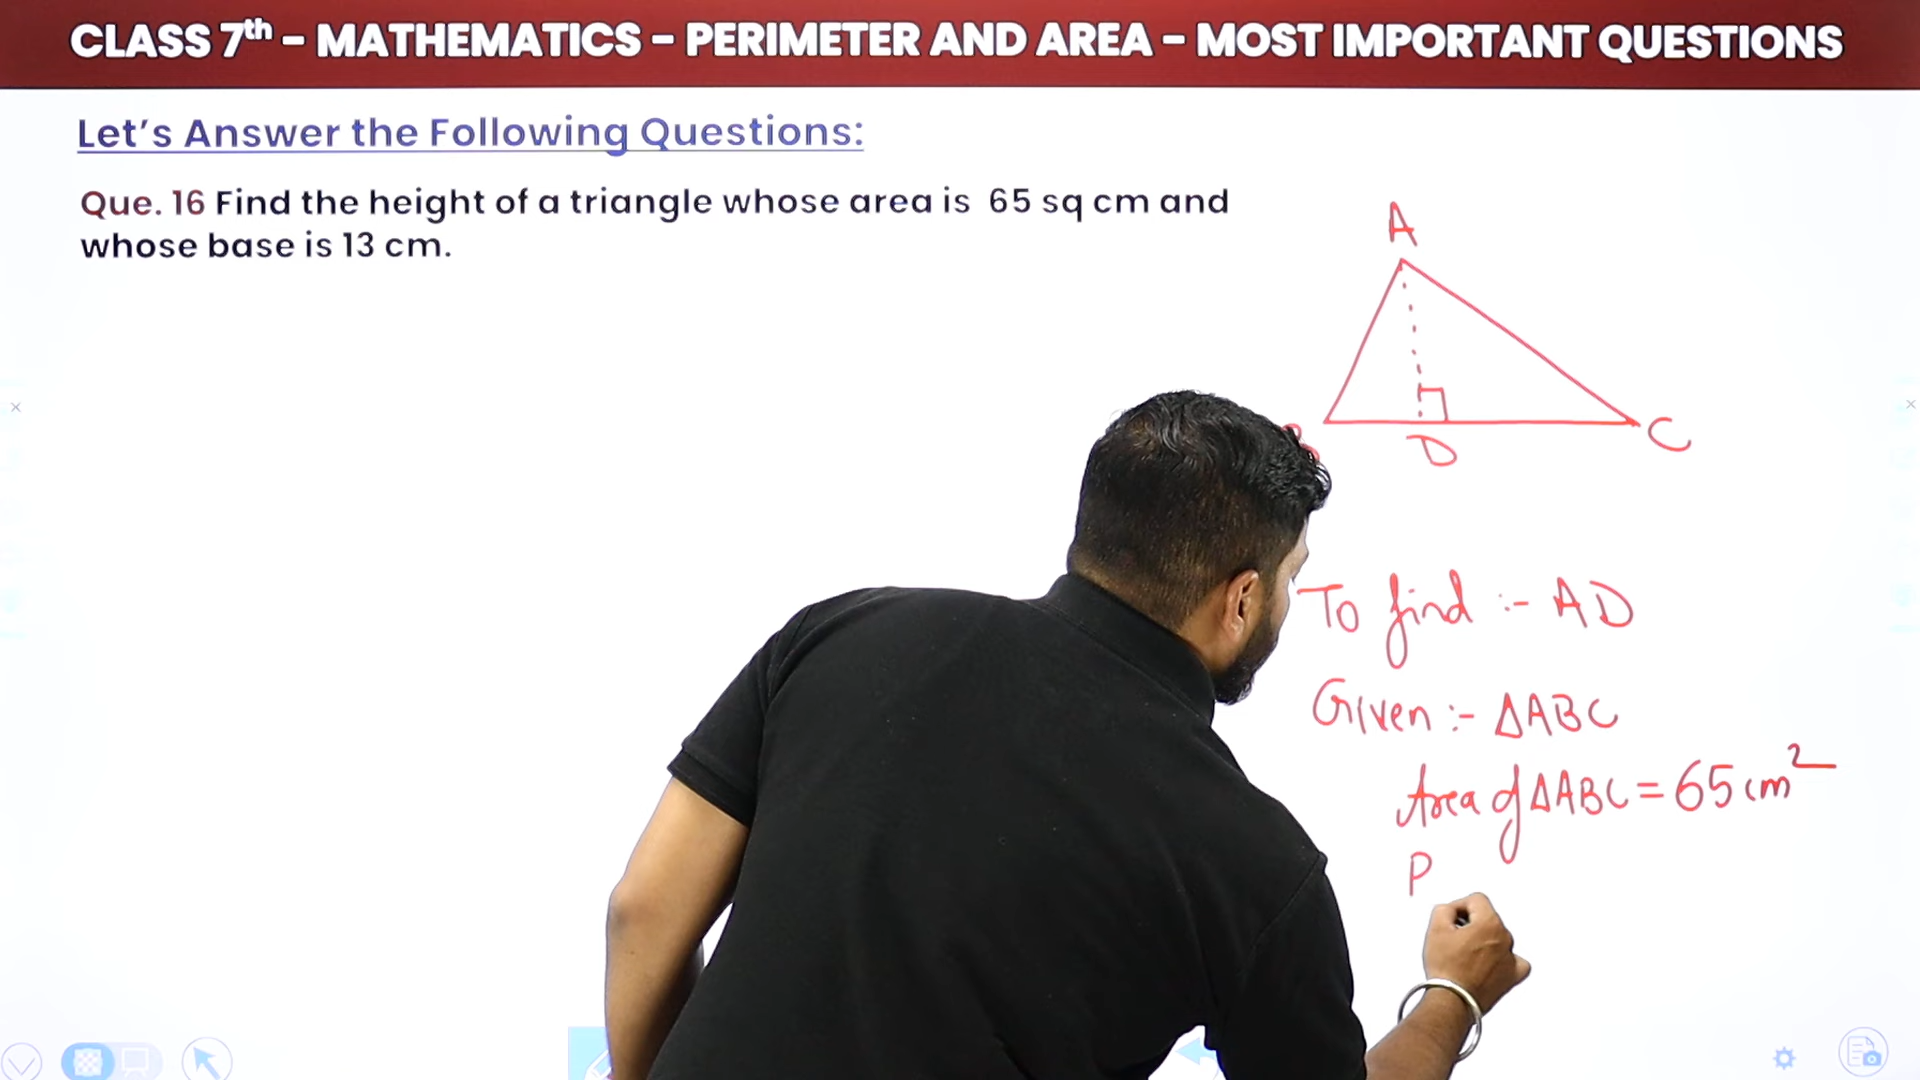 CLASS 7th - MATHEMATICS - PERIMETER AND AREA - MOST IMPORTANT QUESTIONS
Let's Answer the Following Questions:
Que. 16 Find the height of a triangle whose area is 65 sq cm and
whose base is 13 cm.
A
D
C
To find :- AD
Given :- ΔABC
Area of ΔABC = 65 cm²